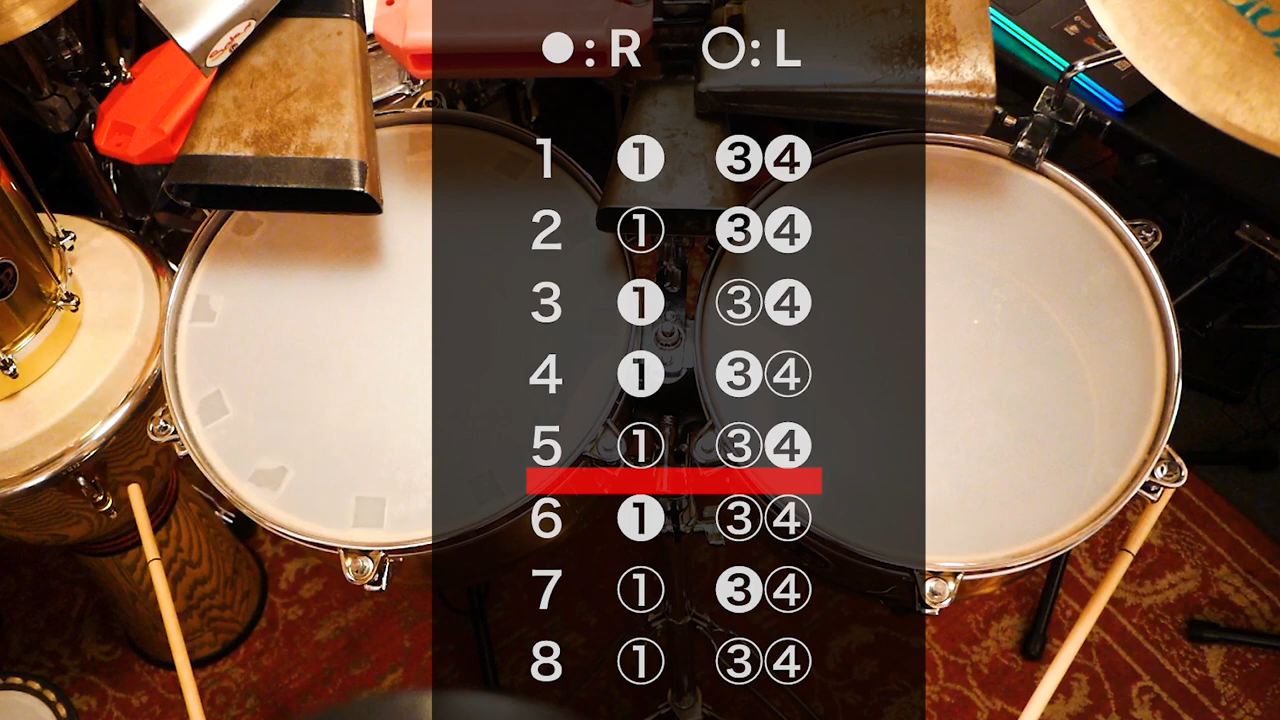 ●:R ○:L
1 ❶ ❸❹
2 ① ❸❹
3 ❶ ③❹
4 ❶ ❸④
5 ① ③❹
6 ❶ ③④
7 ① ❸④
8 ① ③④